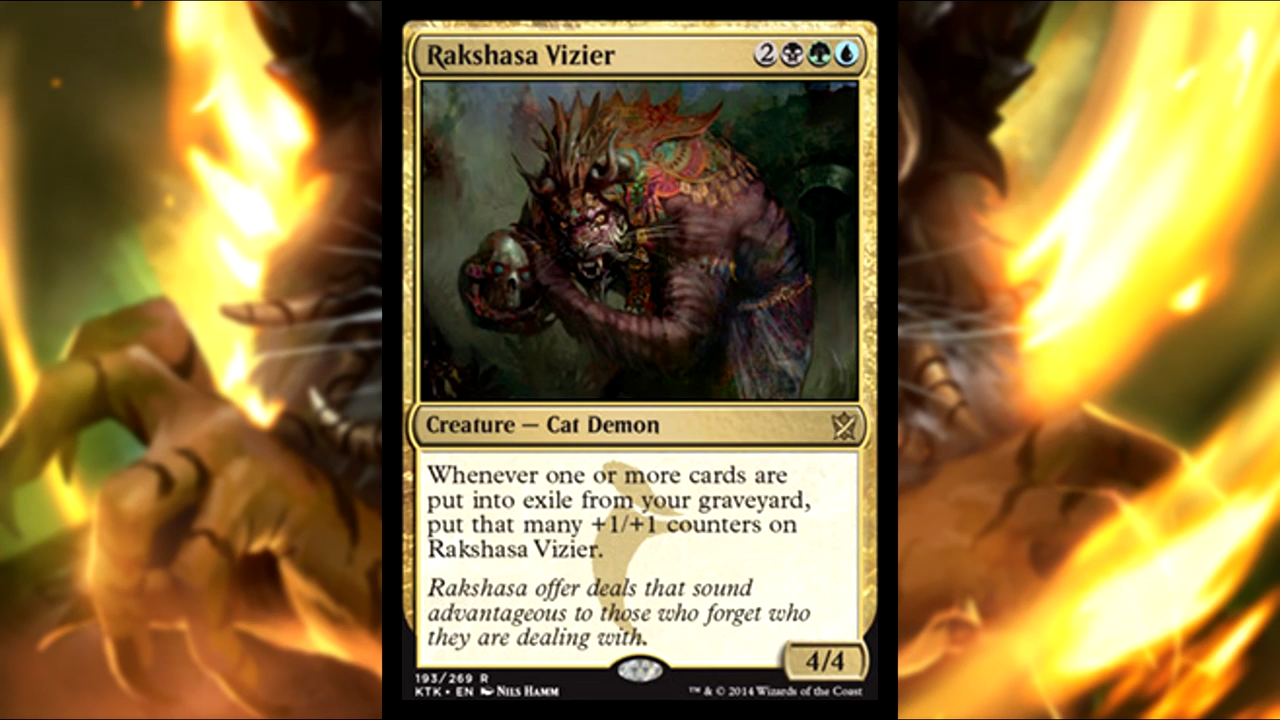 Rakshasa Vizier 2
Creature — Cat Demon
Whenever one or more cards are
put into exile from your graveyard,
put that many +1/+1 counters on
Rakshasa Vizier.
Rakshasa offer deals that sound
advantageous to those who forget who
they are dealing with.
4/4
193/269 R
KTK • EN Nils Hamm
™ & © 2014 Wizards of the Coast